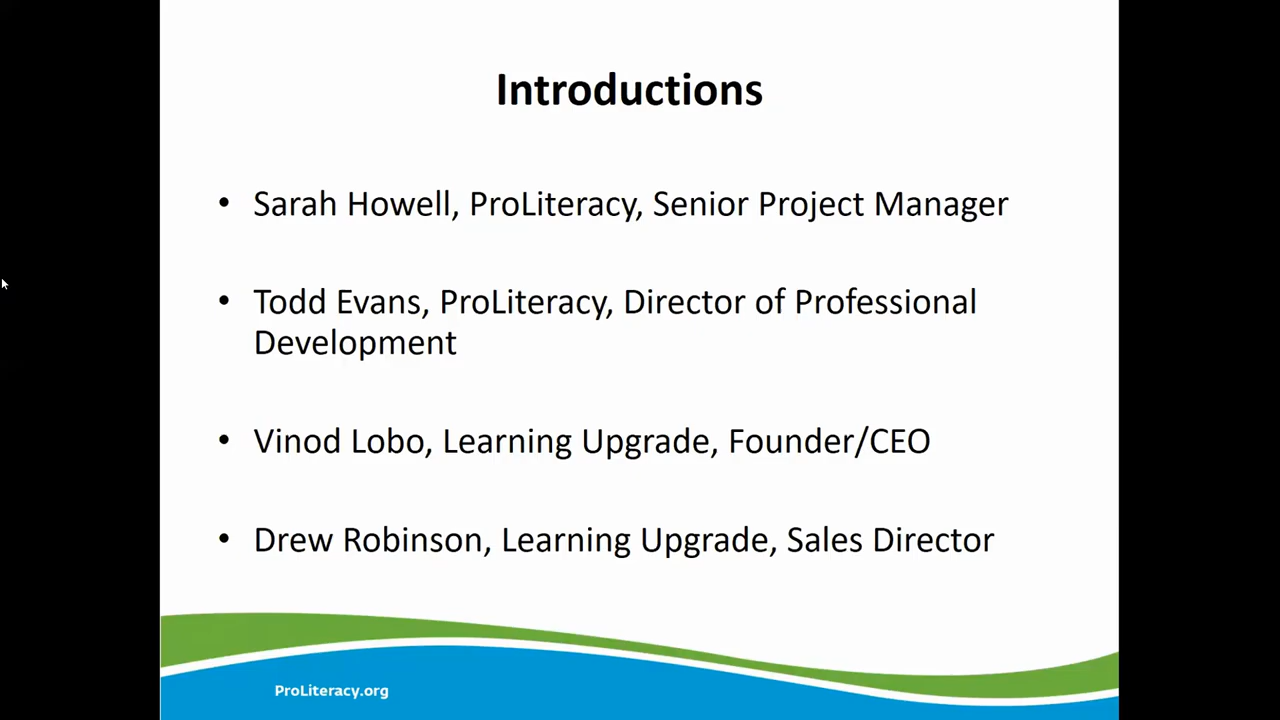 Introductions
• Sarah Howell, ProLiteracy, Senior Project Manager
• Todd Evans, ProLiteracy, Director of Professional
Development
• Vinod Lobo, Learning Upgrade, Founder/CEO
• Drew Robinson, Learning Upgrade, Sales Director
ProLiteracy.org